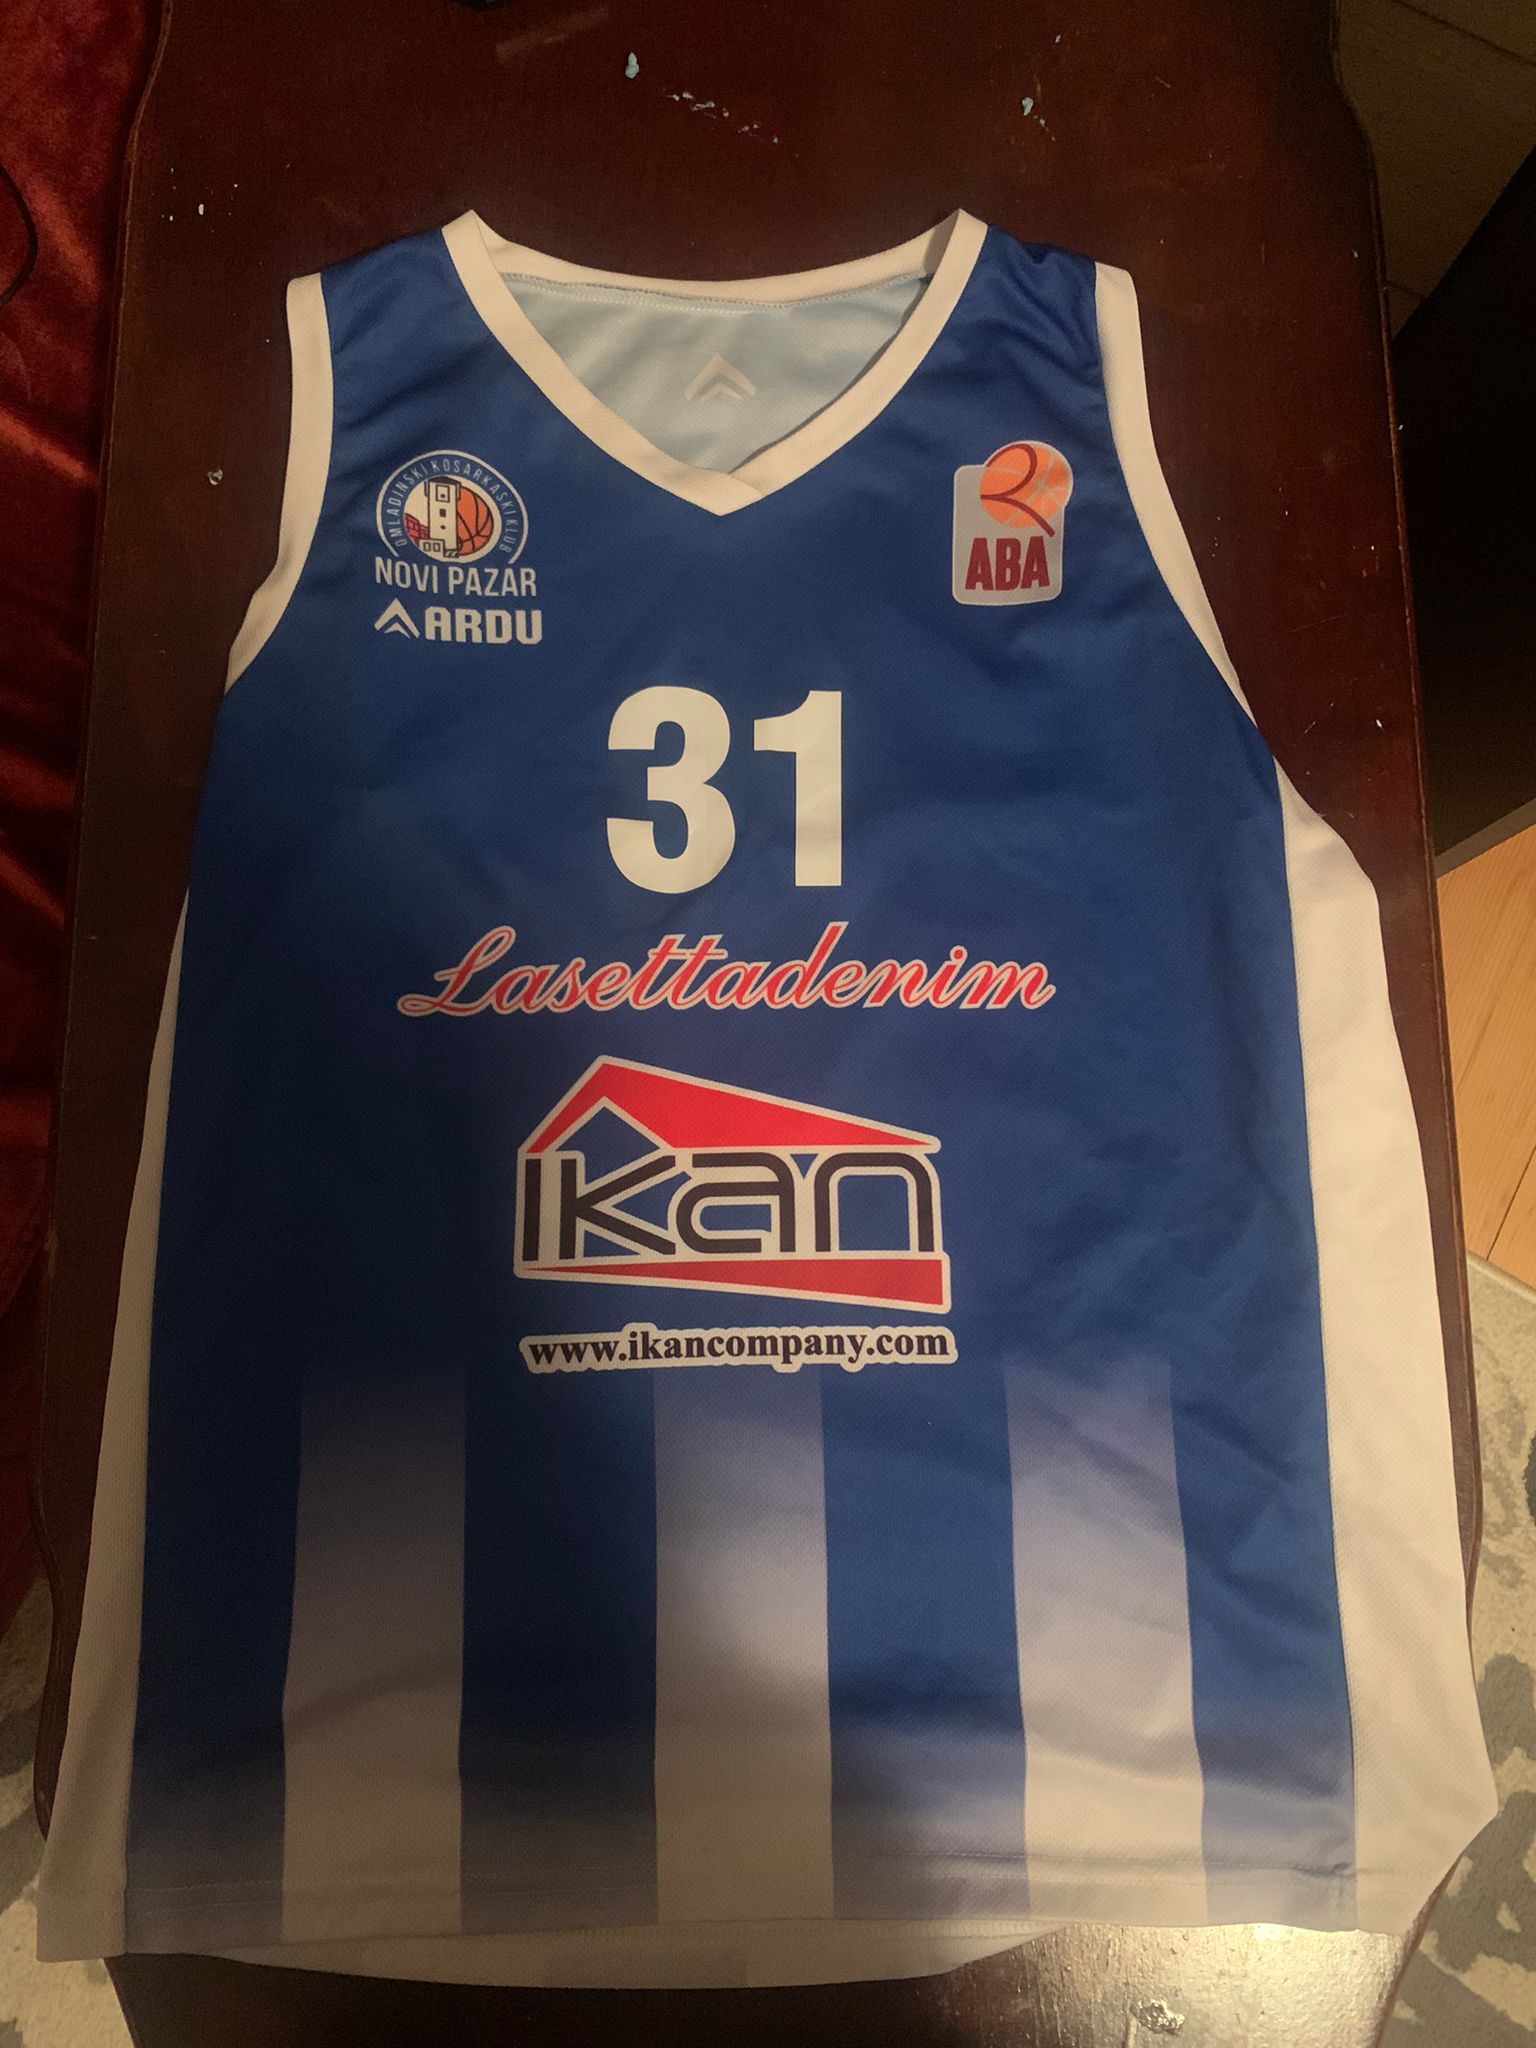 OMLADINSKI KOSARKASKI KLUB
NOVI PAZAR
ARDU
ABA
31
Lasettadenim
ikan
www.ikancompany.com